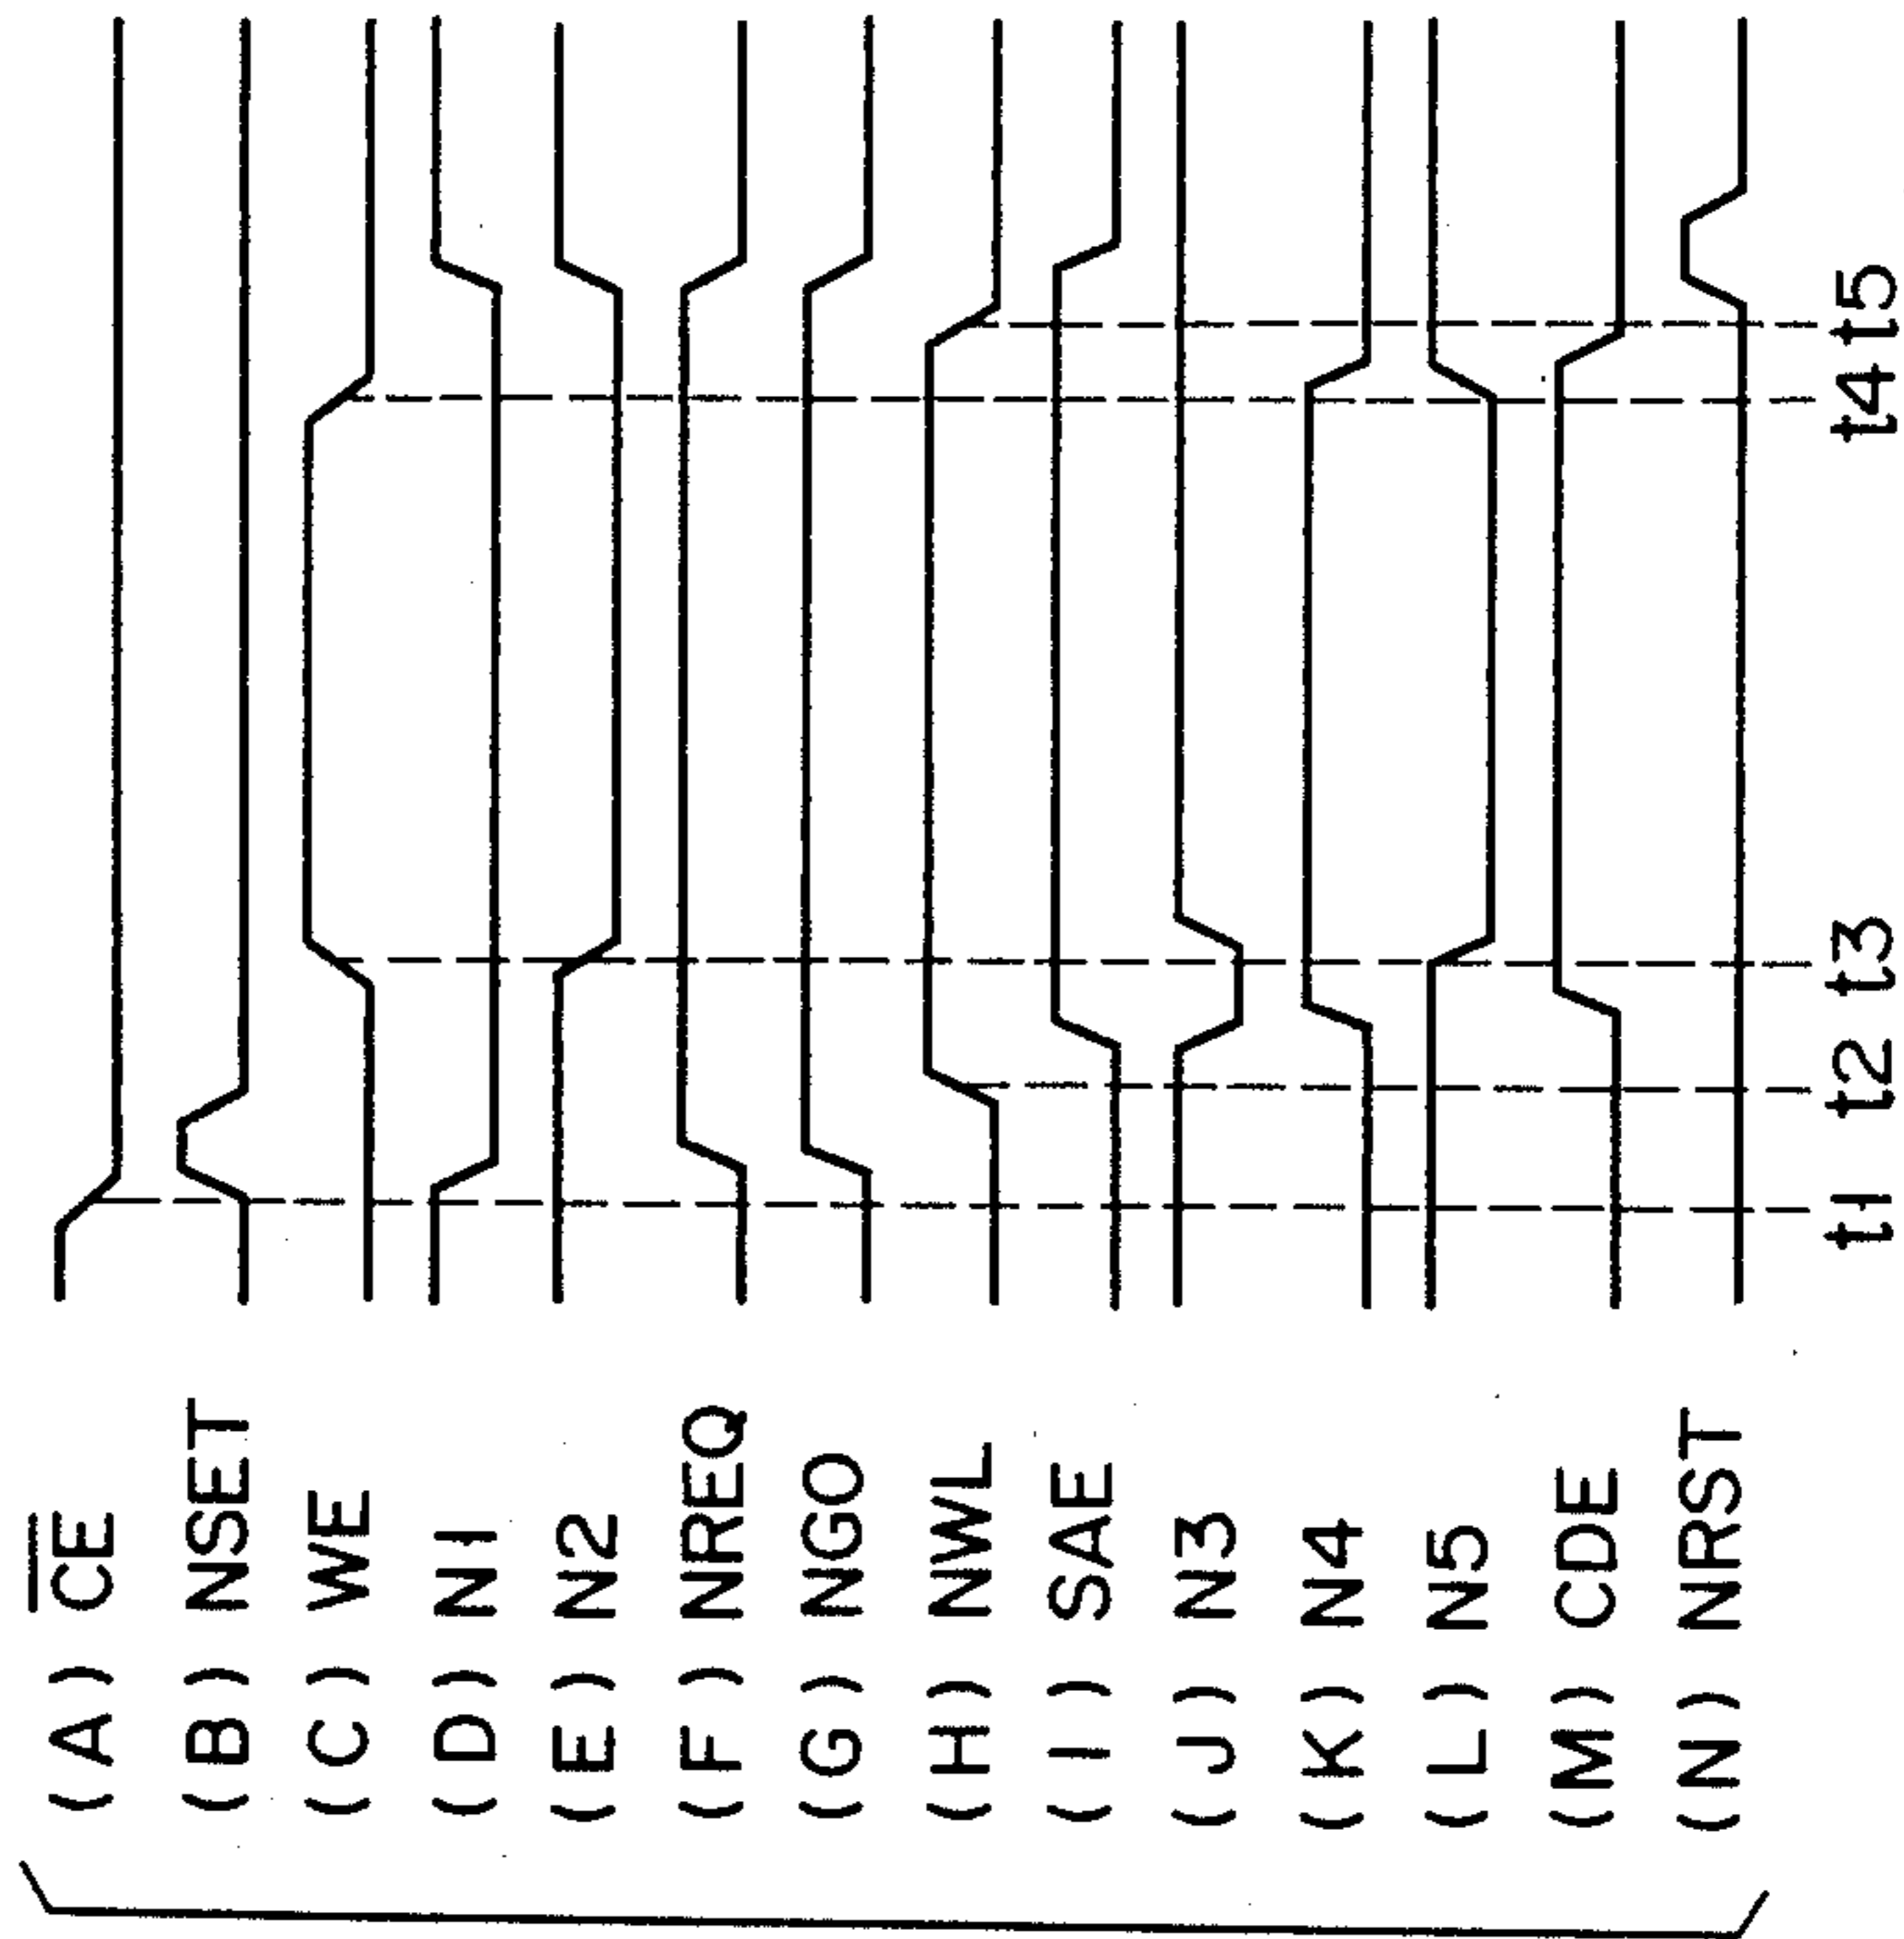 (A) CE
(B) NSET
(C) WE
(D) N1
(E) N2
(F) NREQ
(G) NGO
(H) NWL
(I) SAE
(J) N3
(K) N4
(L) N5
(M) CDE
(N) NRST
t1 t2 t3 t4 t5